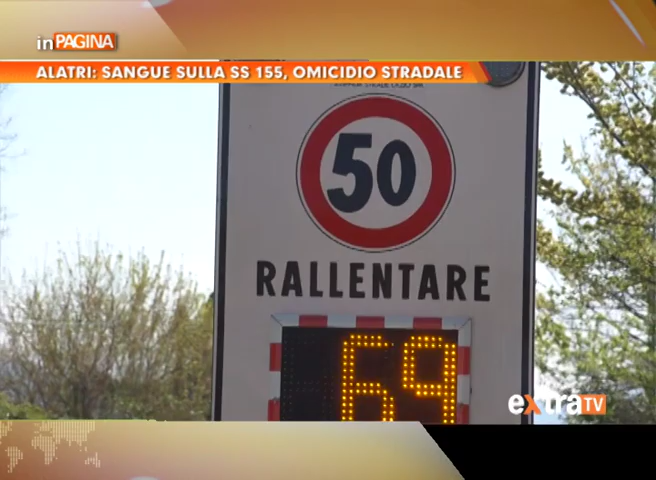 inPAGINA
ALATRI: SANGUE SULLA SS 155, OMICIDIO STRADALE
50
RALLENTARE
69
extraTV